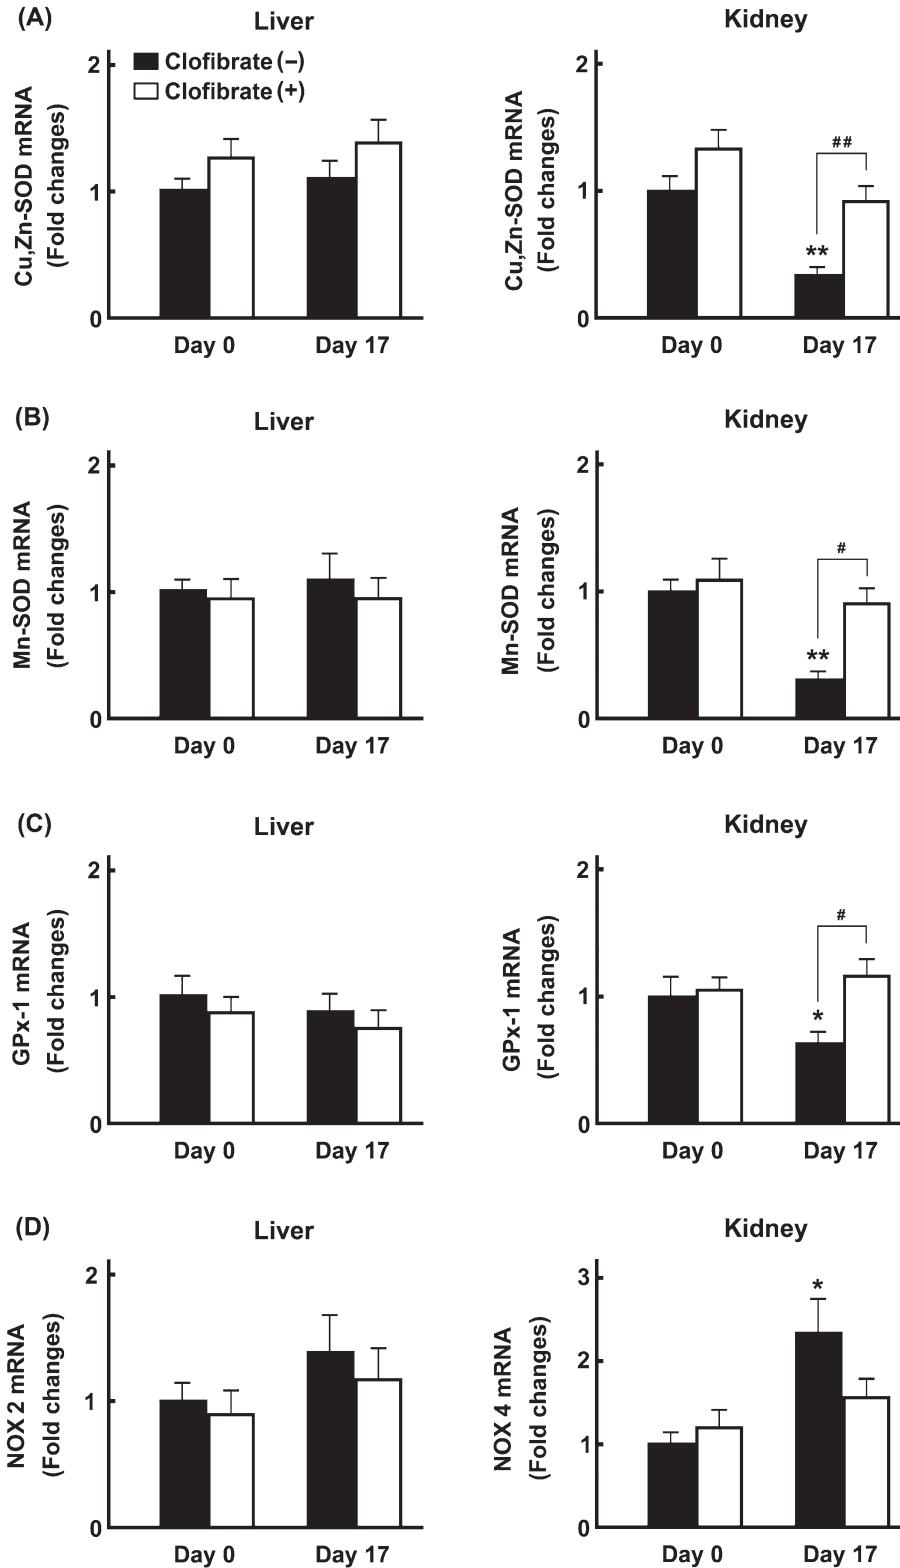 (A)
Liver
Clofibrate (−)
Clofibrate (+)
Cu,Zn-SOD mRNA
(Fold changes)
2
1
0
Day 0
Day 17
Kidney
Cu,Zn-SOD mRNA
(Fold changes)
2
1
0
##
**
Day 0
Day 17
(B)
Liver
Mn-SOD mRNA
(Fold changes)
2
1
0
Day 0
Day 17
Kidney
Mn-SOD mRNA
(Fold changes)
2
1
0
#
**
Day 0
Day 17
(C)
Liver
GPx-1 mRNA
(Fold changes)
2
1
0
Day 0
Day 17
Kidney
GPx-1 mRNA
(Fold changes)
2
1
0
#
*
Day 0
Day 17
(D)
Liver
NOX 2 mRNA
(Fold changes)
2
1
0
Day 0
Day 17
Kidney
NOX 4 mRNA
(Fold changes)
3
2
1
0
*
Day 0
Day 17